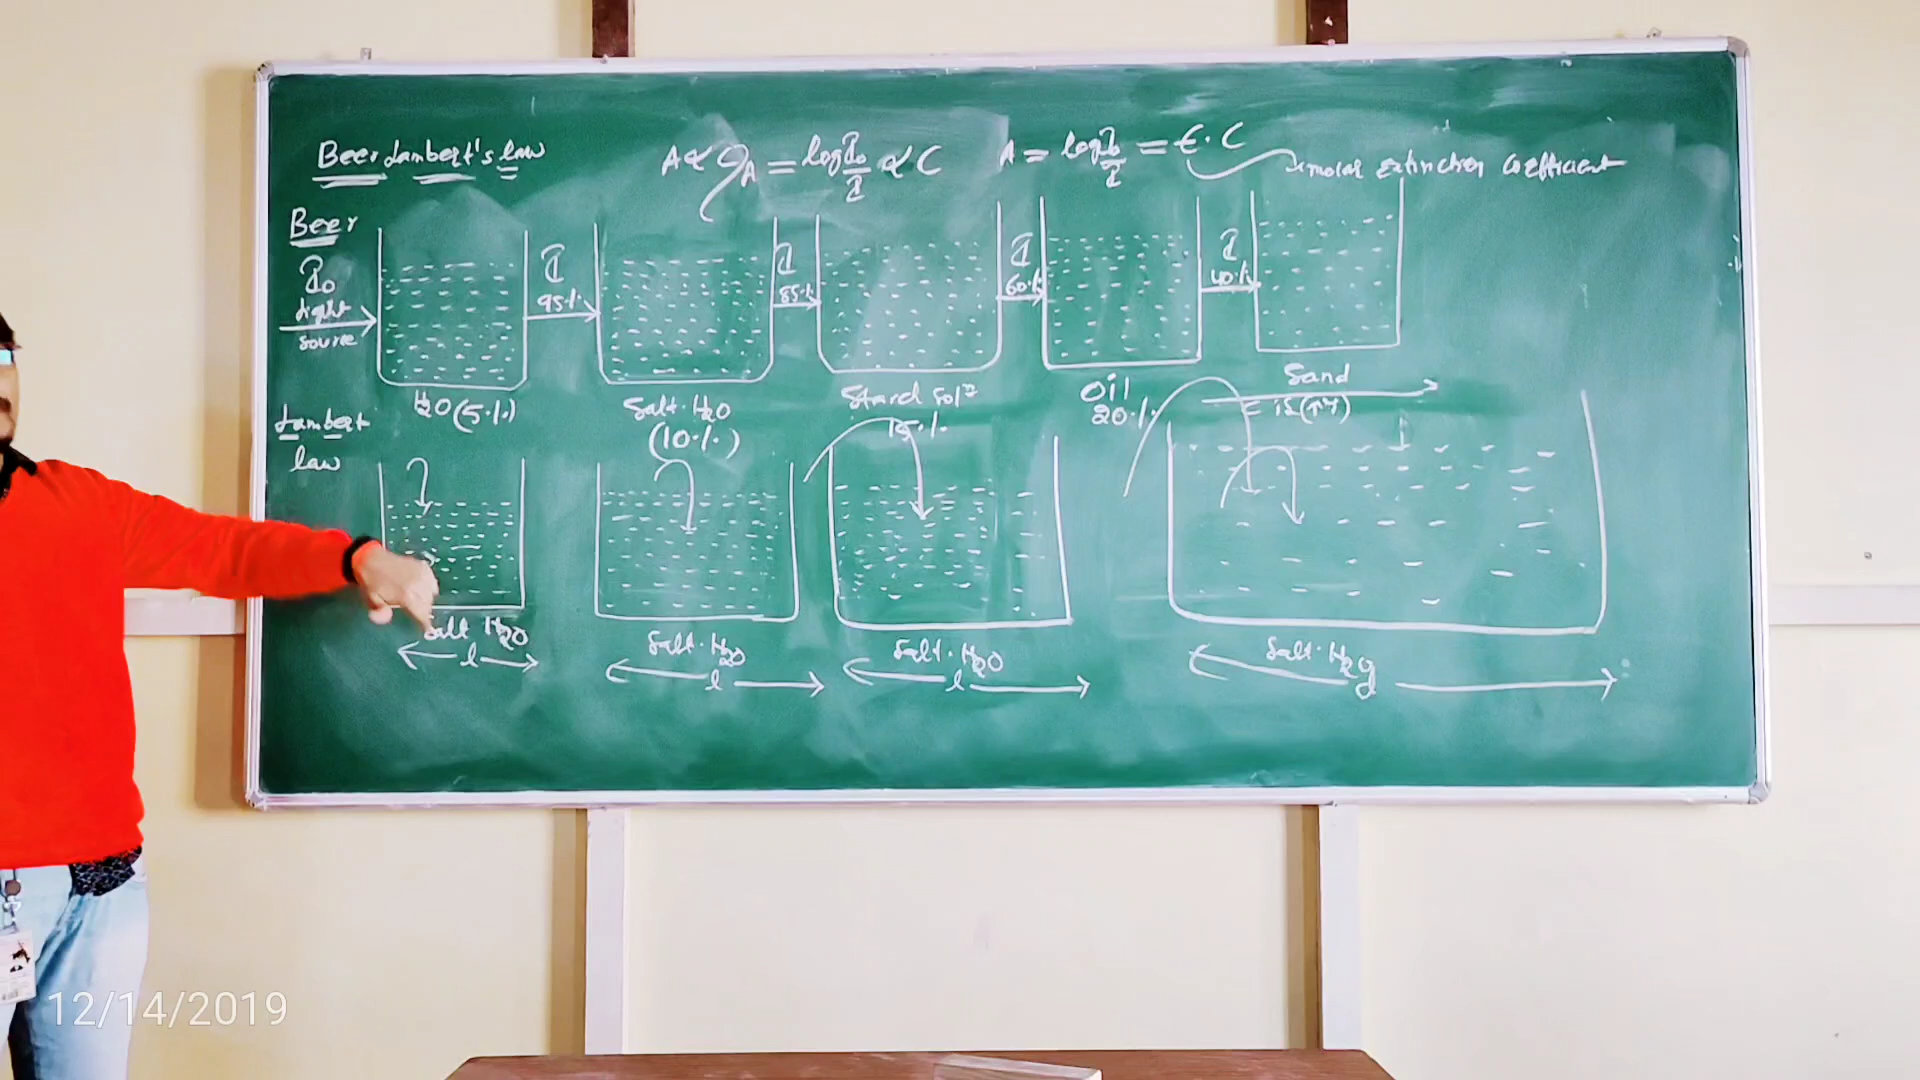 Beer Lambert's law
A ∝ C
A = log I₀/I ∝ C
A = log I₀/I = ε·C
molar extinction coefficient
Beer
I₀
Light
source
I
95%
I
85%
I
60%
I
40%
H₂O (5%)
Salt·H₂O
(10%)
Starch Solⁿ
15%
Oil
20%
Sand
Lambert
law
Salt H₂O
l
Salt·H₂O
l
Salt·H₂O
l
Salt·H₂O
12/14/2019